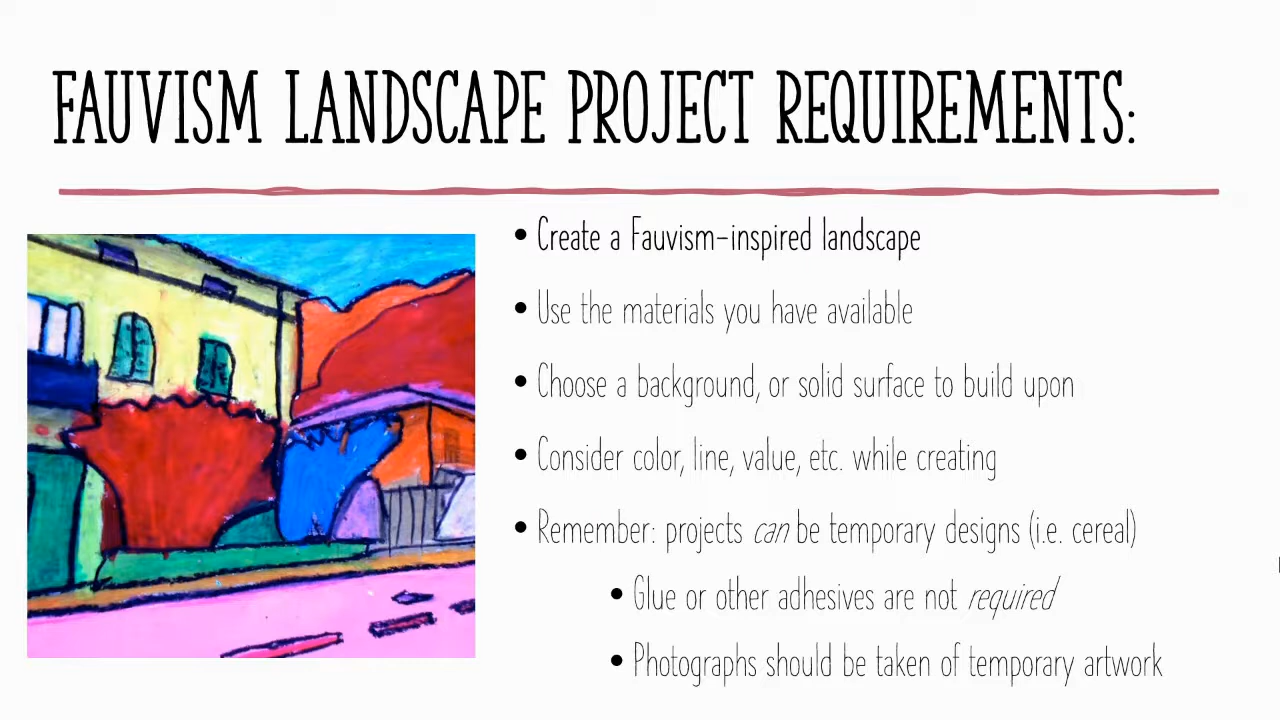 FAUVISM LANDSCAPE PROJECT REQUIREMENTS:
• Create a Fauvism-inspired landscape
• Use the materials you have available
• Choose a background, or solid surface to build upon
• Consider color, line, value, etc. while creating
• Remember: projects can be temporary designs (i.e. cereal)
• Glue or other adhesives are not required
• Photographs should be taken of temporary artwork